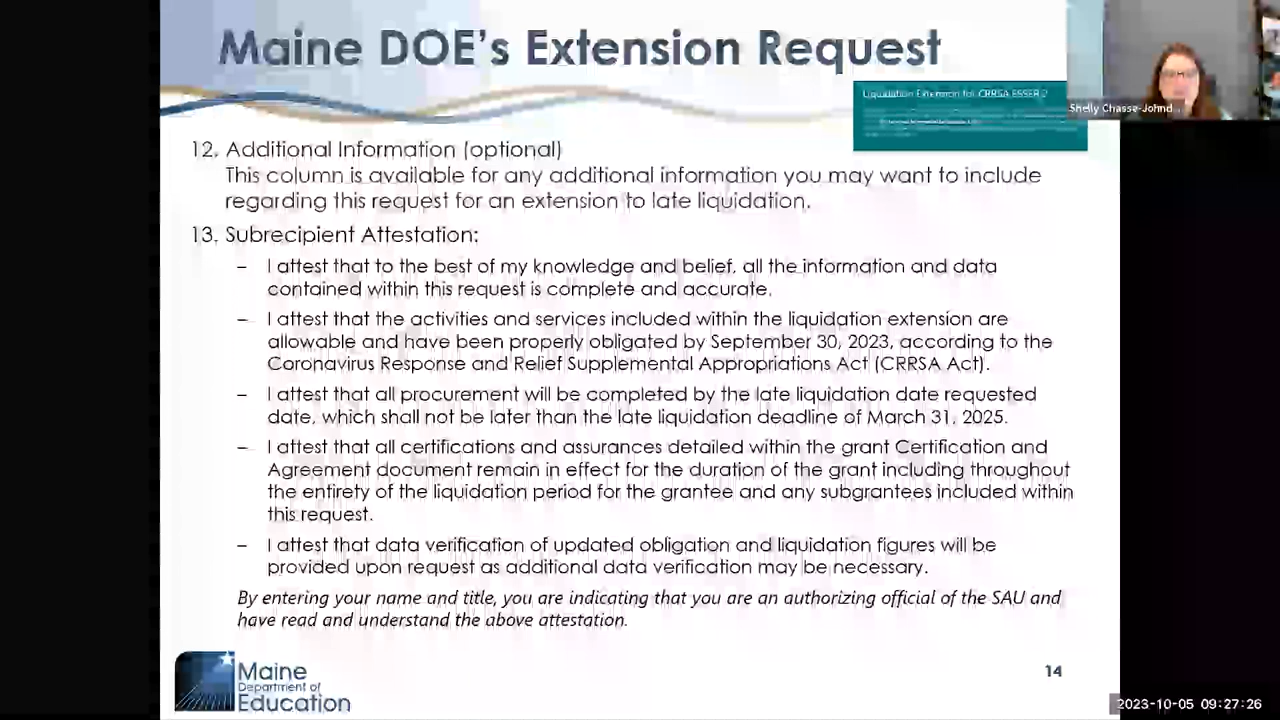 Maine DOE's Extension Request
Liquidation Extension for CRRSA ESSER 2
Shelly Chasse-Johnd...
12. Additional Information (optional)
This column is available for any additional information you may want to include
regarding this request for an extension to late liquidation.
13. Subrecipient Attestation:
– I attest that to the best of my knowledge and belief, all the information and data
contained within this request is complete and accurate.
– I attest that the activities and services included within the liquidation extension are
allowable and have been properly obligated by September 30, 2023, according to the
Coronavirus Response and Relief Supplemental Appropriations Act (CRRSA Act).
– I attest that all procurement will be completed by the late liquidation date requested
date, which shall not be later than the late liquidation deadline of March 31, 2025.
– I attest that all certifications and assurances detailed within the grant Certification and
Agreement document remain in effect for the duration of the grant including throughout
the entirety of the liquidation period for the grantee and any subgrantees included within
this request.
– I attest that data verification of updated obligation and liquidation figures will be
provided upon request as additional data verification may be necessary.
By entering your name and title, you are indicating that you are an authorizing official of the SAU and
have read and understand the above attestation.
Maine
Department of
Education
14
2023-10-05 09:27:26